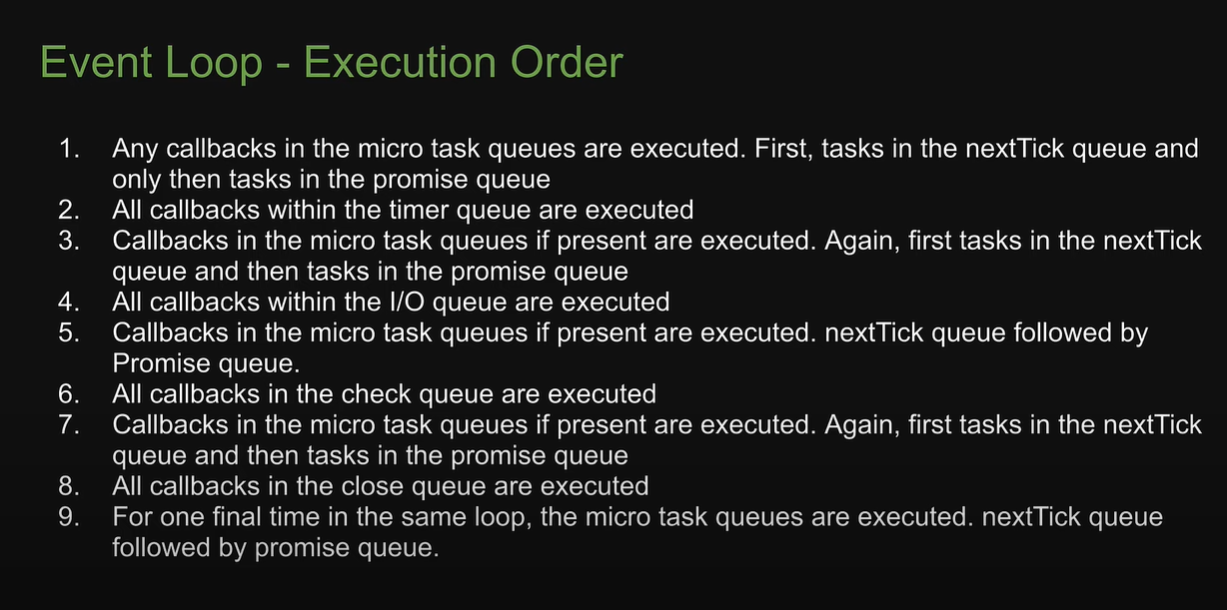 Event Loop - Execution Order
1. Any callbacks in the micro task queues are executed. First, tasks in the nextTick queue and
only then tasks in the promise queue
2. All callbacks within the timer queue are executed
3. Callbacks in the micro task queues if present are executed. Again, first tasks in the nextTick
queue and then tasks in the promise queue
4. All callbacks within the I/O queue are executed
5. Callbacks in the micro task queues if present are executed. nextTick queue followed by
Promise queue.
6. All callbacks in the check queue are executed
7. Callbacks in the micro task queues if present are executed. Again, first tasks in the nextTick
queue and then tasks in the promise queue
8. All callbacks in the close queue are executed
9. For one final time in the same loop, the micro task queues are executed. nextTick queue
followed by promise queue.